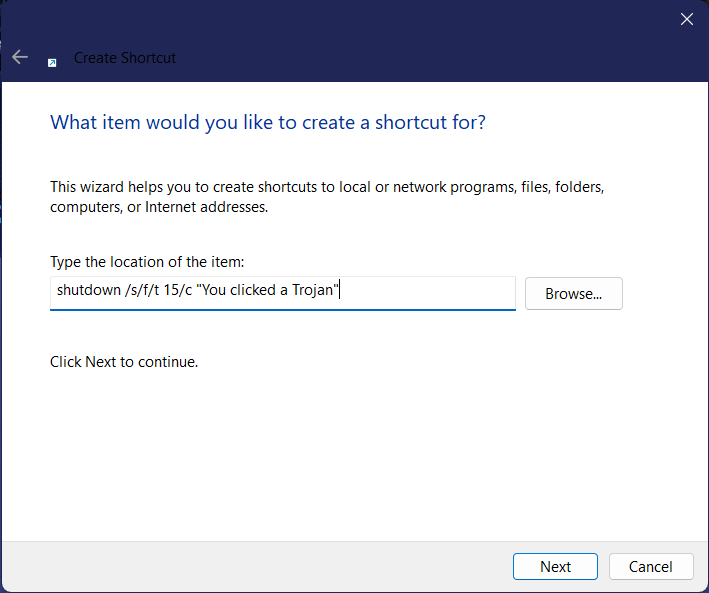 Create Shortcut
What item would you like to create a shortcut for?
This wizard helps you to create shortcuts to local or network programs, files, folders,
computers, or Internet addresses.
Type the location of the item:
shutdown /s/f/t 15/c "You clicked a Trojan"
Browse...
Click Next to continue.
Next
Cancel